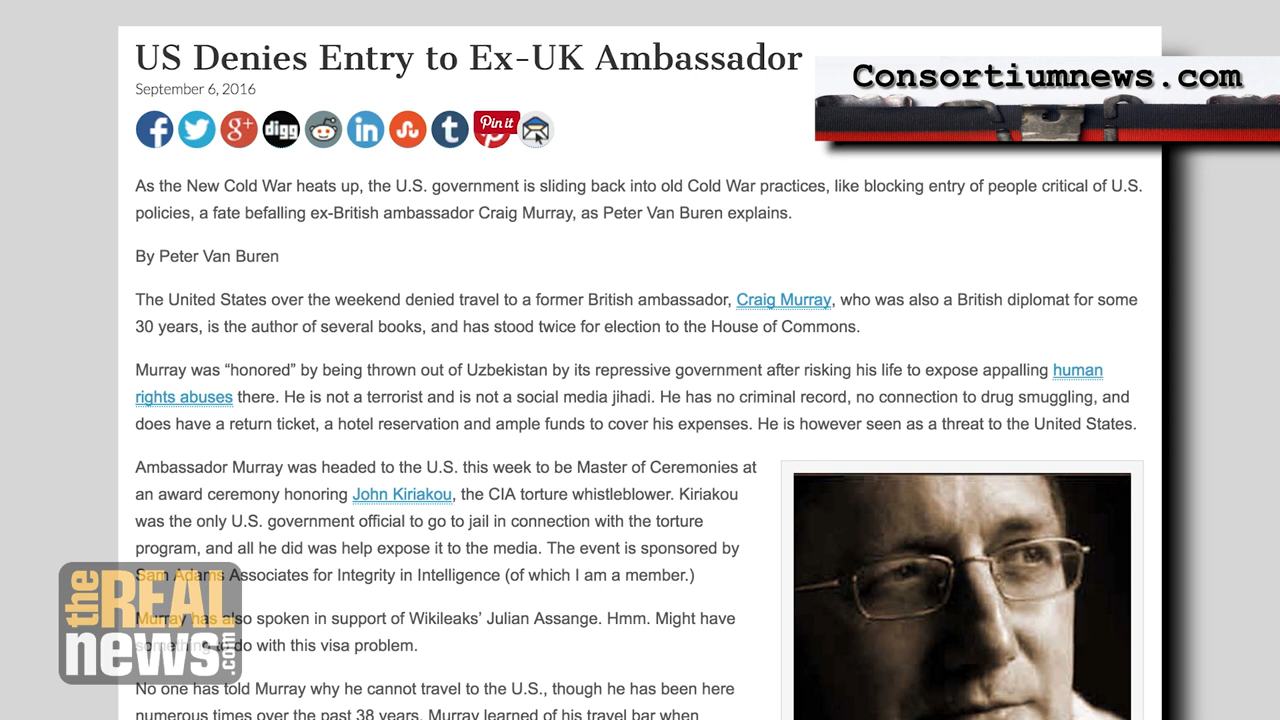 US Denies Entry to Ex-UK Ambassador
Consortiumnews.com
September 6, 2016
digg
Pin it
As the New Cold War heats up, the U.S. government is sliding back into old Cold War practices, like blocking entry of people critical of U.S.
policies, a fate befalling ex-British ambassador Craig Murray, as Peter Van Buren explains.
By Peter Van Buren
The United States over the weekend denied travel to a former British ambassador, Craig Murray, who was also a British diplomat for some
30 years, is the author of several books, and has stood twice for election to the House of Commons.
Murray was “honored” by being thrown out of Uzbekistan by its repressive government after risking his life to expose appalling human
rights abuses there. He is not a terrorist and is not a social media jihadi. He has no criminal record, no connection to drug smuggling, and
does have a return ticket, a hotel reservation and ample funds to cover his expenses. He is however seen as a threat to the United States.
Ambassador Murray was headed to the U.S. this week to be Master of Ceremonies at
an award ceremony honoring John Kiriakou, the CIA torture whistleblower. Kiriakou
was the only U.S. government official to go to jail in connection with the torture
program, and all he did was help expose it to the media. The event is sponsored by
Sam Adams Associates for Integrity in Intelligence (of which I am a member.)
Murray has also spoken in support of Wikileaks’ Julian Assange. Hmm. Might have
something to do with this visa problem.
No one has told Murray why he cannot travel to the U.S., though he has been here
numerous times over the past 38 years. Murray learned of his travel bar when
the REAL
news.com